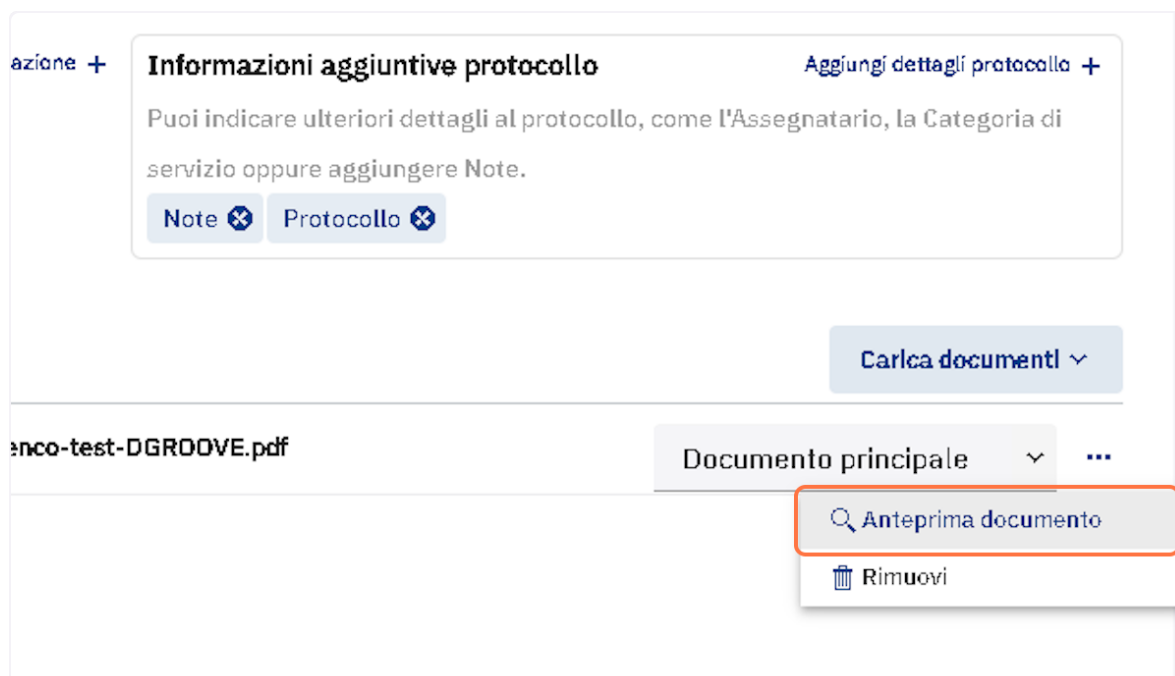 azione +
Informazioni aggiuntive protocollo
Aggiungi dettagli protocollo +
Puoi indicare ulteriori dettagli al protocollo, come l'Assegnatario, la Categoria di
servizio oppure aggiungere Note.
Note Protocollo
Carica documenti
enco-test-DGROOVE.pdf
Documento principale ...
Anteprima documento
Rimuovi